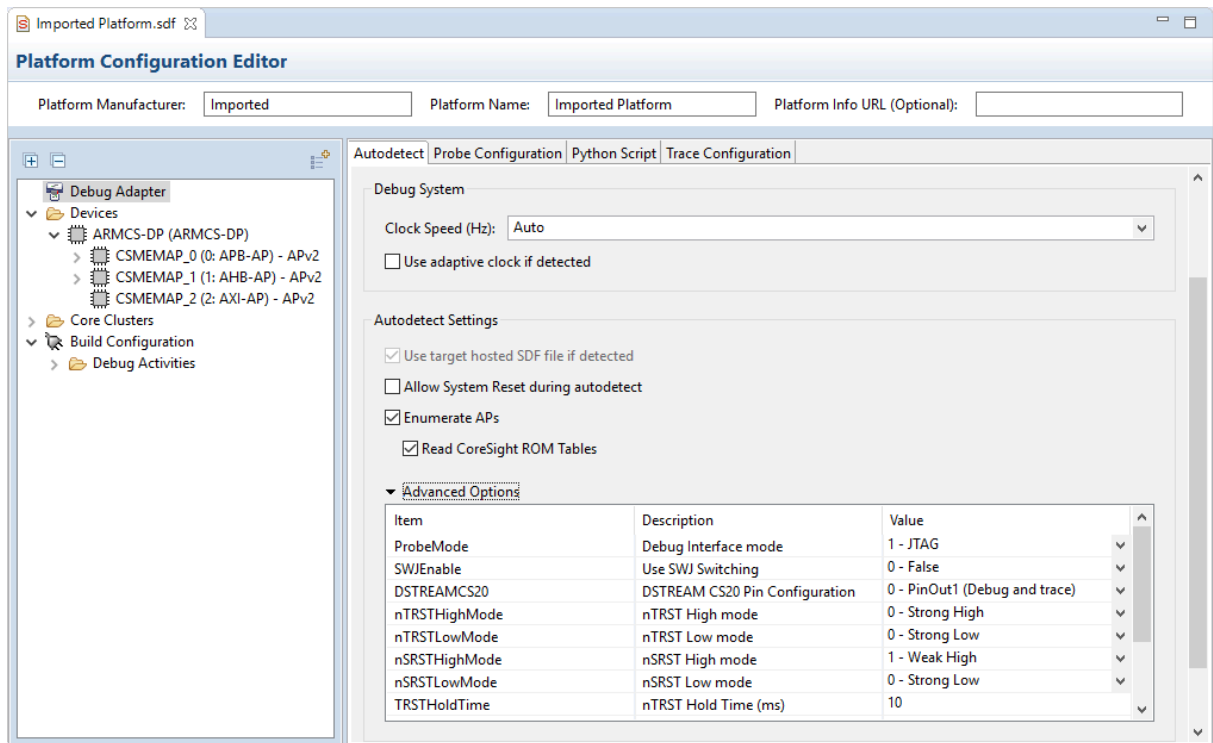 Imported Platform.sdf
Platform Configuration Editor
Platform Manufacturer: Imported Platform Name: Imported Platform Platform Info URL (Optional):
Debug Adapter
Devices
ARMCS-DP (ARMCS-DP)
CSMEMAP_0 (0: APB-AP) - APv2
CSMEMAP_1 (1: AHB-AP) - APv2
CSMEMAP_2 (2: AXI-AP) - APv2
Core Clusters
Build Configuration
Debug Activities
Autodetect Probe Configuration Python Script Trace Configuration
Debug System
Clock Speed (Hz): Auto
Use adaptive clock if detected
Autodetect Settings
Use target hosted SDF file if detected
Allow System Reset during autodetect
Enumerate APs
Read CoreSight ROM Tables
Advanced Options
Item Description Value
ProbeMode Debug Interface mode 1 - JTAG
SWJEnable Use SWJ Switching 0 - False
DSTREAMCS20 DSTREAM CS20 Pin Configuration 0 - PinOut1 (Debug and trace)
nTRSTHighMode nTRST High mode 0 - Strong High
nTRSTLowMode nTRST Low mode 0 - Strong Low
nSRSTHighMode nSRST High mode 1 - Weak High
nSRSTLowMode nSRST Low mode 0 - Strong Low
TRSTHoldTime nTRST Hold Time (ms) 10